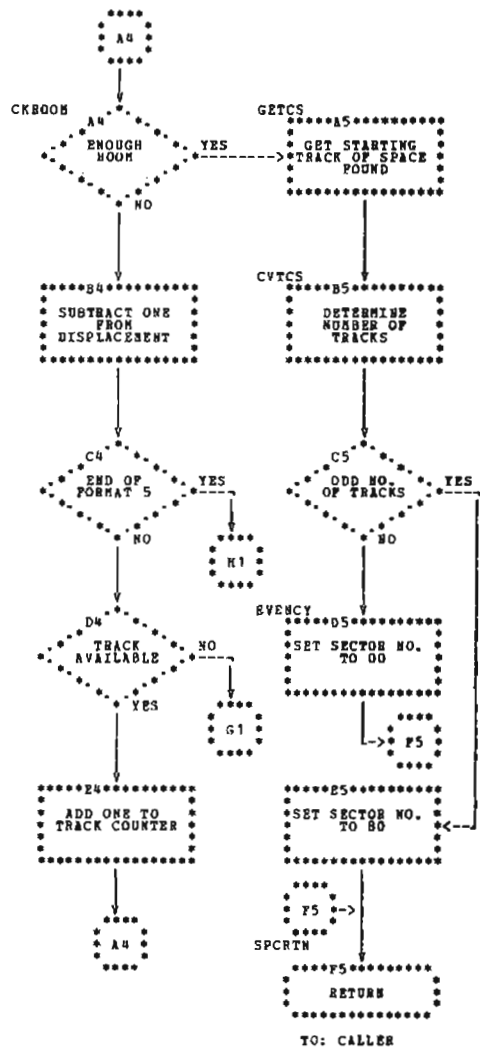 A4
CKROOM
A4
ENOUGH
ROOM
YES
NO
B4
SUBTRACT ONE
FROM
DISPLACEMENT
C4
END OF
FORMAT 5
YES
NO
M1
D4
TRACK
AVAILABLE
NO
YES
G1
E4
ADD ONE TO
TRACK COUNTER
A4
GETCS
A5
GET STARTING
TRACK OF SPACE
FOUND
CVTCS
B5
DETERMINE
NUMBER OF
TRACKS
C5
ODD NO.
OF TRACKS
YES
NO
EVENCY
D5
SET SECTOR NO.
TO 00
F5
E5
SET SECTOR NO.
TO 80
F5
SPCRTN
F5
RETURN
TO: CALLER